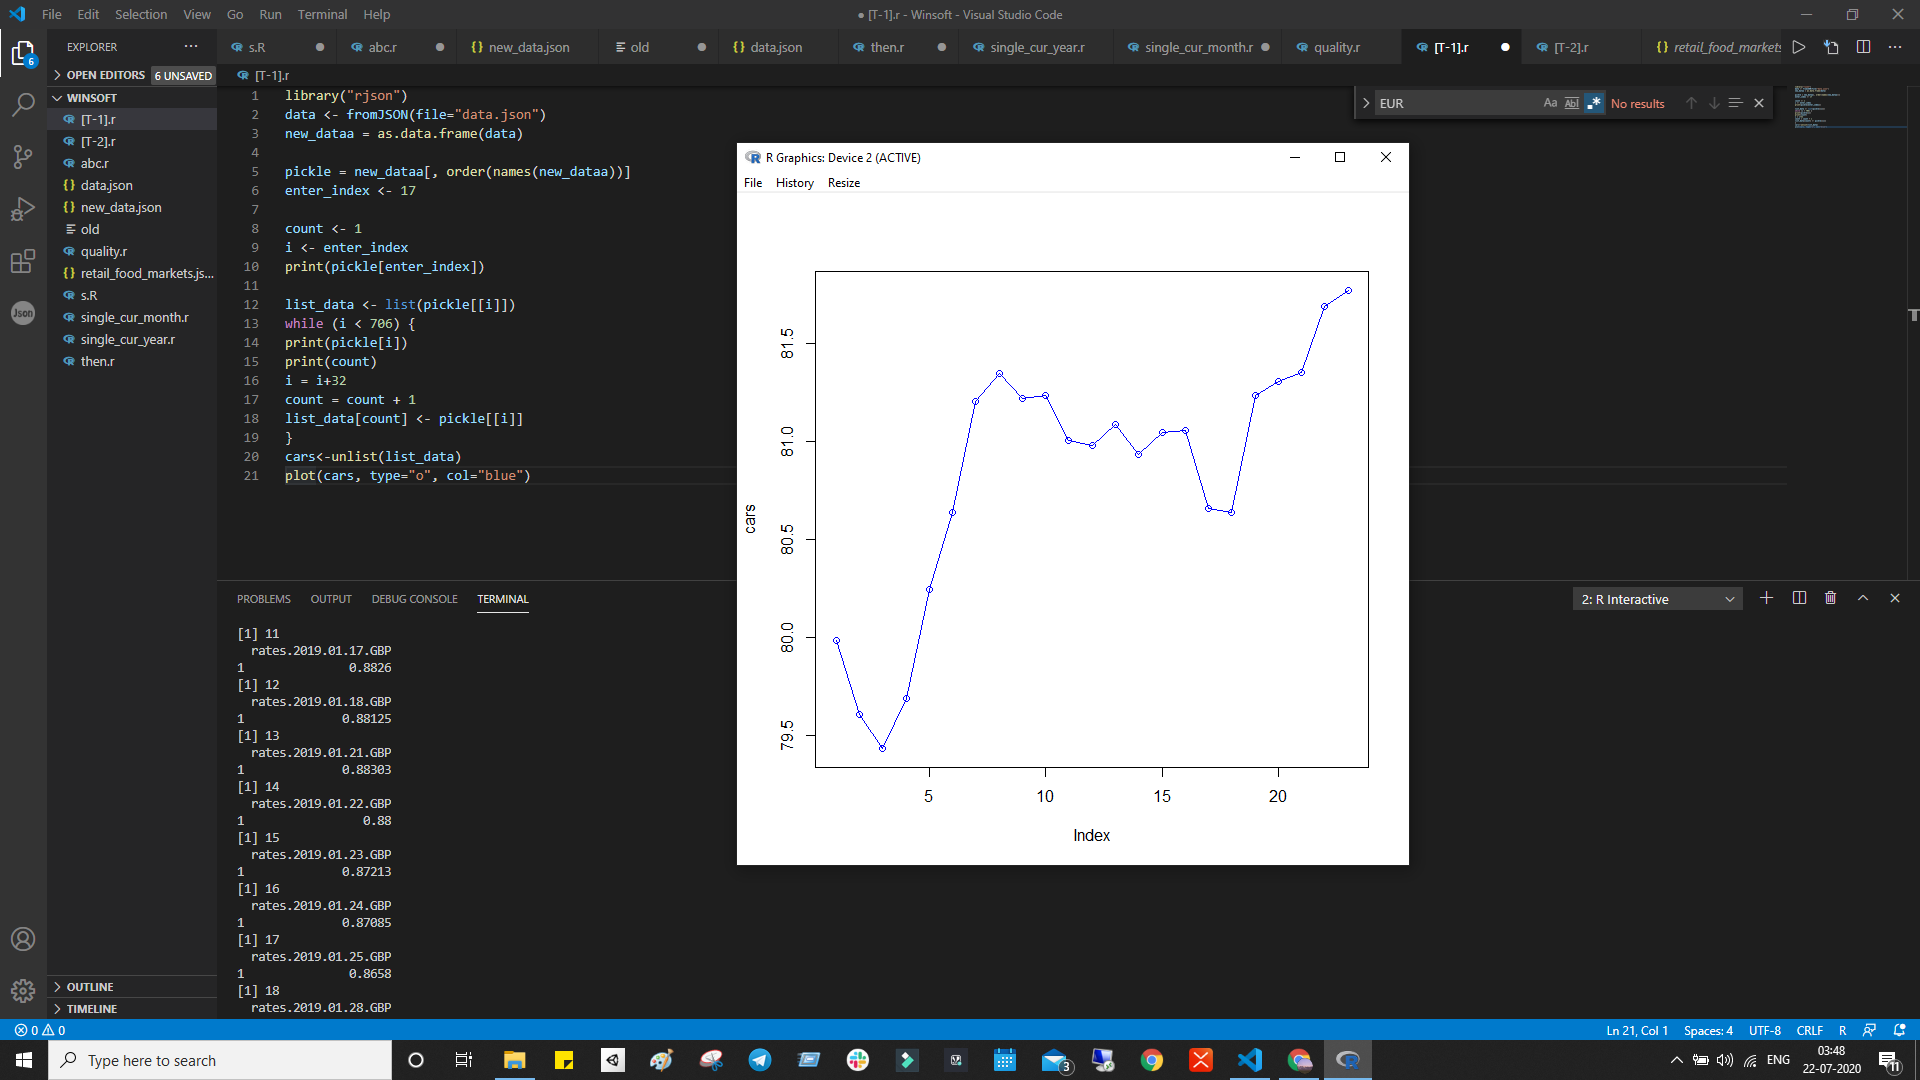 File Edit Selection View Go Run Terminal Help
● [T-1].r - Winsoft - Visual Studio Code
EXPLORER ···
s.R
abc.r
{} new_data.json
old
{} data.json
then.r
single_cur_year.r
single_cur_month.r
quality.r
[T-1].r
[T-2].r
{} retail_food_markets
6
OPEN EDITORS 6 UNSAVED
WINSOFT
[T-1].r
[T-2].r
abc.r
{} data.json
{} new_data.json
old
quality.r
{} retail_food_markets.js...
s.R
single_cur_month.r
single_cur_year.r
then.r
Json
OUTLINE
TIMELINE
[T-1].r
1 library("rjson")
2 data <- fromJSON(file="data.json")
3 new_dataa = as.data.frame(data)
4
5 pickle = new_dataa[, order(names(new_dataa))]
6 enter_index <- 17
7
8 count <- 1
9 i <- enter_index
10 print(pickle[enter_index])
11
12 list_data <- list(pickle[[i]])
13 while (i < 706) {
14 print(pickle[i])
15 print(count)
16 i = i+32
17 count = count + 1
18 list_data[count] <- pickle[[i]]
19 }
20 cars<-unlist(list_data)
21 plot(cars, type="o", col="blue")
EUR Aa Abl .* No results
R Graphics: Device 2 (ACTIVE)
File History Resize
cars
81.5
81.0
80.5
80.0
79.5
5 10 15 20
Index
PROBLEMS OUTPUT DEBUG CONSOLE TERMINAL
2: R Interactive
[1] 11
rates.2019.01.17.GBP
1 0.8826
[1] 12
rates.2019.01.18.GBP
1 0.88125
[1] 13
rates.2019.01.21.GBP
1 0.88303
[1] 14
rates.2019.01.22.GBP
1 0.88
[1] 15
rates.2019.01.23.GBP
1 0.87213
[1] 16
rates.2019.01.24.GBP
1 0.87085
[1] 17
rates.2019.01.25.GBP
1 0.8658
[1] 18
rates.2019.01.28.GBP
0 0
Ln 21, Col 1 Spaces: 4 UTF-8 CRLF R
Type here to search
3
ENG
03:48
22-07-2020
11